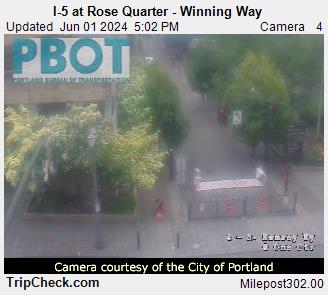 I-5 at Rose Quarter - Winning Way
Updated Jun 01 2024 5:02 PM Camera 4
PBOT
PORTLAND BUREAU OF TRANSPORTATION
Camera courtesy of the City of Portland
TripCheck.com Milepost302.00